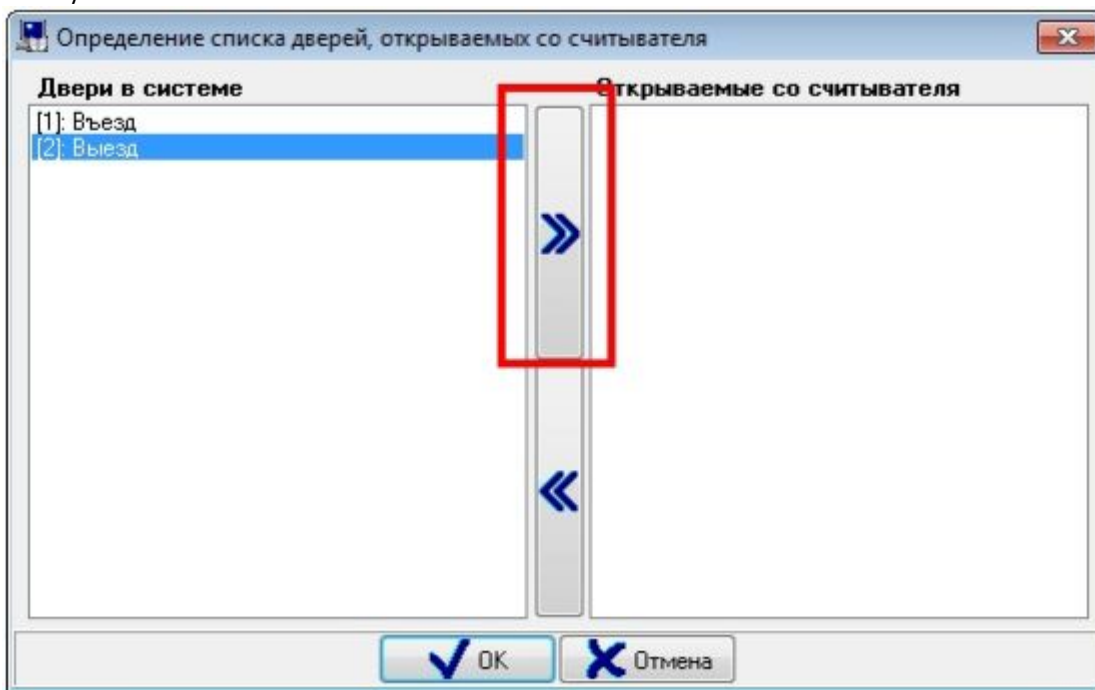 Определение списка дверей, открываемых со считывателя
Двери в системе
Открываемые со считывателя
[1]: Въезд
[2]: Выезд
OK
Отмена